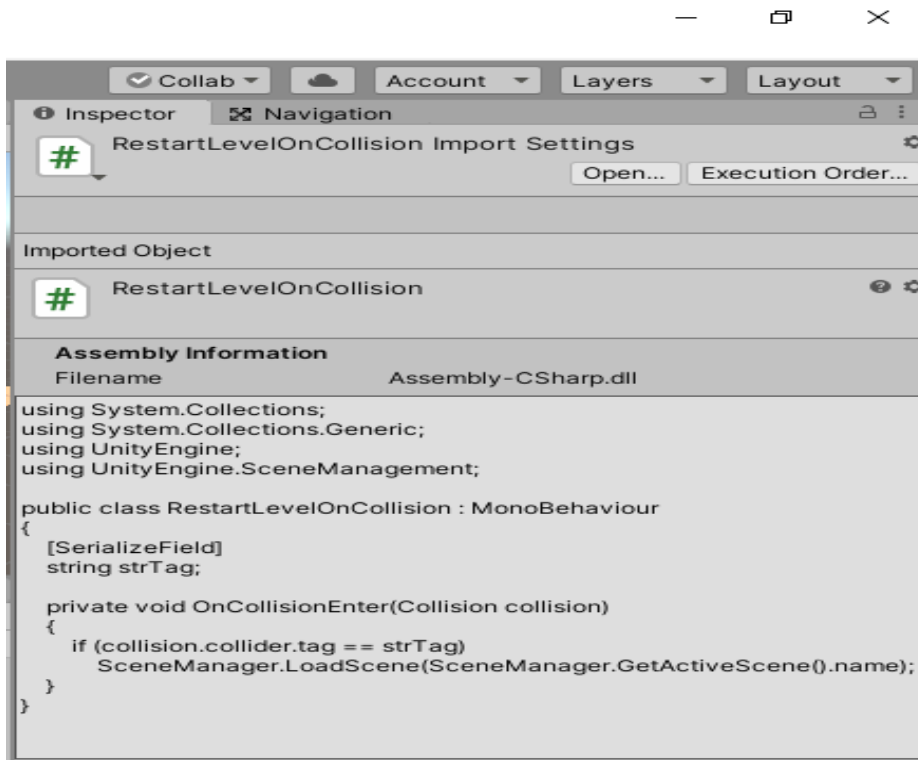 Collab Account Layers Layout
Inspector Navigation
RestartLevelOnCollision Import Settings
Open... Execution Order...
Imported Object
RestartLevelOnCollision
Assembly Information
Filename Assembly-CSharp.dll
using System.Collections;
using System.Collections.Generic;
using UnityEngine;
using UnityEngine.SceneManagement;
public class RestartLevelOnCollision : MonoBehaviour
{
[SerializeField]
string strTag;
private void OnCollisionEnter(Collision collision)
{
if (collision.collider.tag == strTag)
SceneManager.LoadScene(SceneManager.GetActiveScene().name);
}
}